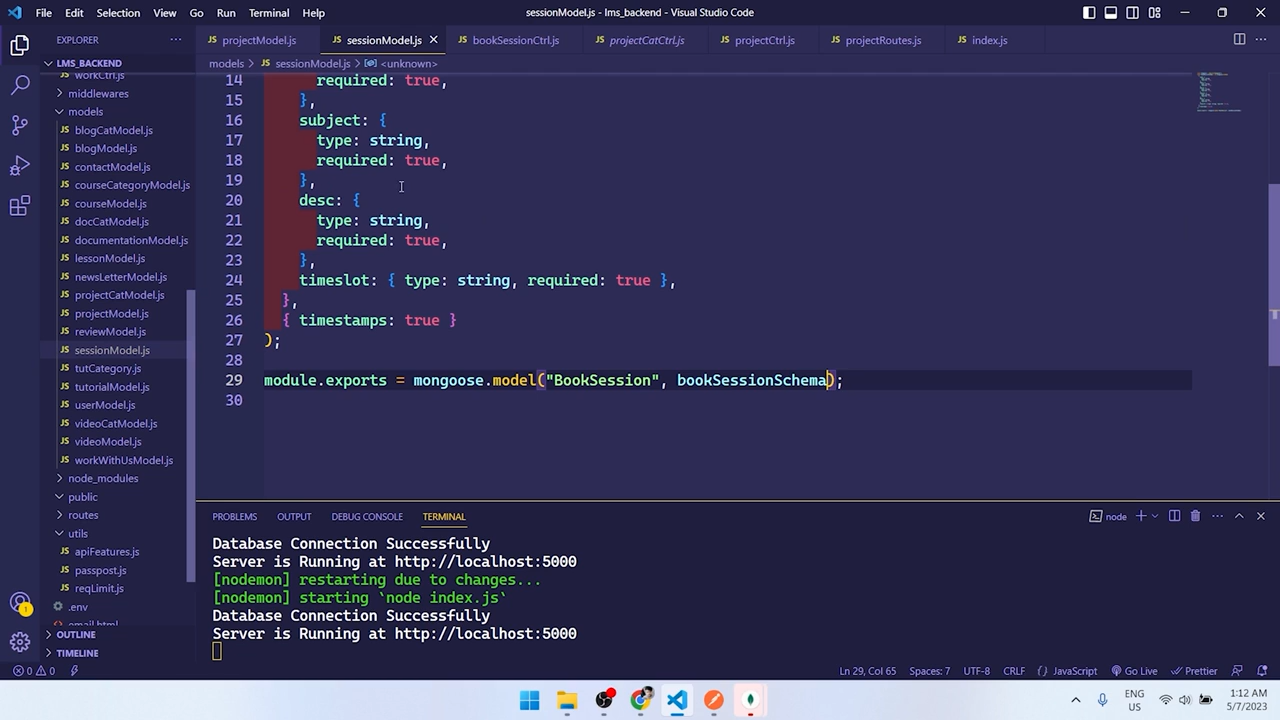 File Edit Selection View Go Run Terminal Help sessionModel.js - lms_backend - Visual Studio Code
EXPLORER ... projectModel.js sessionModel.js bookSessionCtrl.js projectCatCtrl.js projectCtrl.js projectRoutes.js index.js
LMS_BACKEND
models > sessionModel.js > <unknown>
workCtrl.js
middlewares
models
blogCatModel.js
blogModel.js
contactModel.js
courseCategoryModel.js
courseModel.js
docCatModel.js
documentationModel.js
lessonModel.js
newsLetterModel.js
projectCatModel.js
projectModel.js
reviewModel.js
sessionModel.js
tutCategory.js
tutorialModel.js
userModel.js
videoCatModel.js
videoModel.js
workWithUsModel.js
node_modules
public
routes
utils
apiFeatures.js
passpost.js
reqLimit.js
.env
email.html
OUTLINE
TIMELINE
14 required: true,
15 },
16 subject: {
17 type: string,
18 required: true,
19 },
20 desc: {
21 type: string,
22 required: true,
23 },
24 timeslot: { type: string, required: true },
25 },
26 { timestamps: true }
27 );
28
29 module.exports = mongoose.model("BookSession", bookSessionSchema);
30
PROBLEMS OUTPUT DEBUG CONSOLE TERMINAL node
Database Connection Successfully
Server is Running at http://localhost:5000
[nodemon] restarting due to changes...
[nodemon] starting `node index.js`
Database Connection Successfully
Server is Running at http://localhost:5000
0 0 Ln 29, Col 65 Spaces: 7 UTF-8 CRLF {} JavaScript Go Live Prettier
ENG US 1:12 AM 5/7/2023